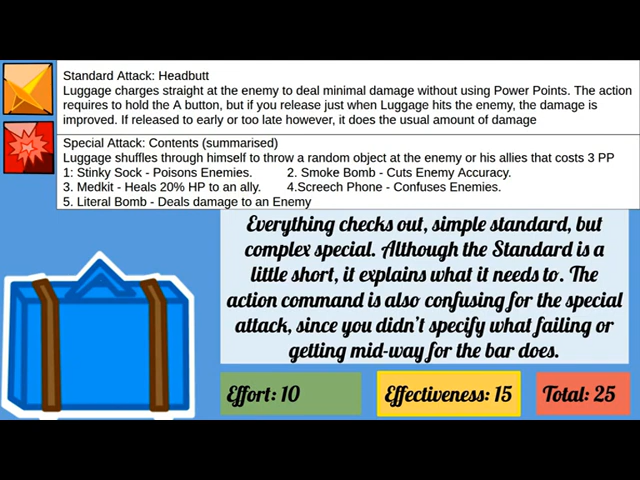 Standard Attack: Headbutt
Luggage charges straight at the enemy to deal minimal damage without using Power Points. The action
requires to hold the A button, but if you release just when Luggage hits the enemy, the damage is
improved. If released to early or too late however, it does the usual amount of damage
Special Attack: Contents (summarised)
Luggage shuffles through himself to throw a random object at the enemy or his allies that costs 3 PP
1: Stinky Sock - Poisons Enemies. 2. Smoke Bomb - Cuts Enemy Accuracy.
3. Medkit - Heals 20% HP to an ally. 4.Screech Phone - Confuses Enemies.
5. Literal Bomb - Deals damage to an Enemy
Everything checks out, simple standard, but
complex special. Although the Standard is a
little short, it explains what it needs to. The
action command is also confusing for the special
attack, since you didn't specify what failing or
getting mid-way for the bar does.
Effort: 10 Effectiveness: 15 Total: 25